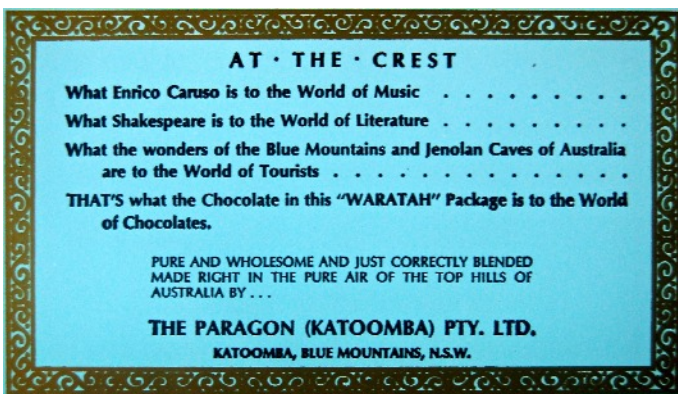 AT · THE · CREST
What Enrico Caruso is to the World of Music . . . . . . . . .
What Shakespeare is to the World of Literature . . . . . . . . .
What the wonders of the Blue Mountains and Jenolan Caves of Australia
are to the World of Tourists . . . . . . . . . . . . . .
THAT'S what the Chocolate in this "WARATAH" Package is to the World
of Chocolates.
PURE AND WHOLESOME AND JUST CORRECTLY BLENDED
MADE RIGHT IN THE PURE AIR OF THE TOP HILLS OF
AUSTRALIA BY . . .
THE PARAGON (KATOOMBA) PTY. LTD.
KATOOMBA, BLUE MOUNTAINS, N.S.W.